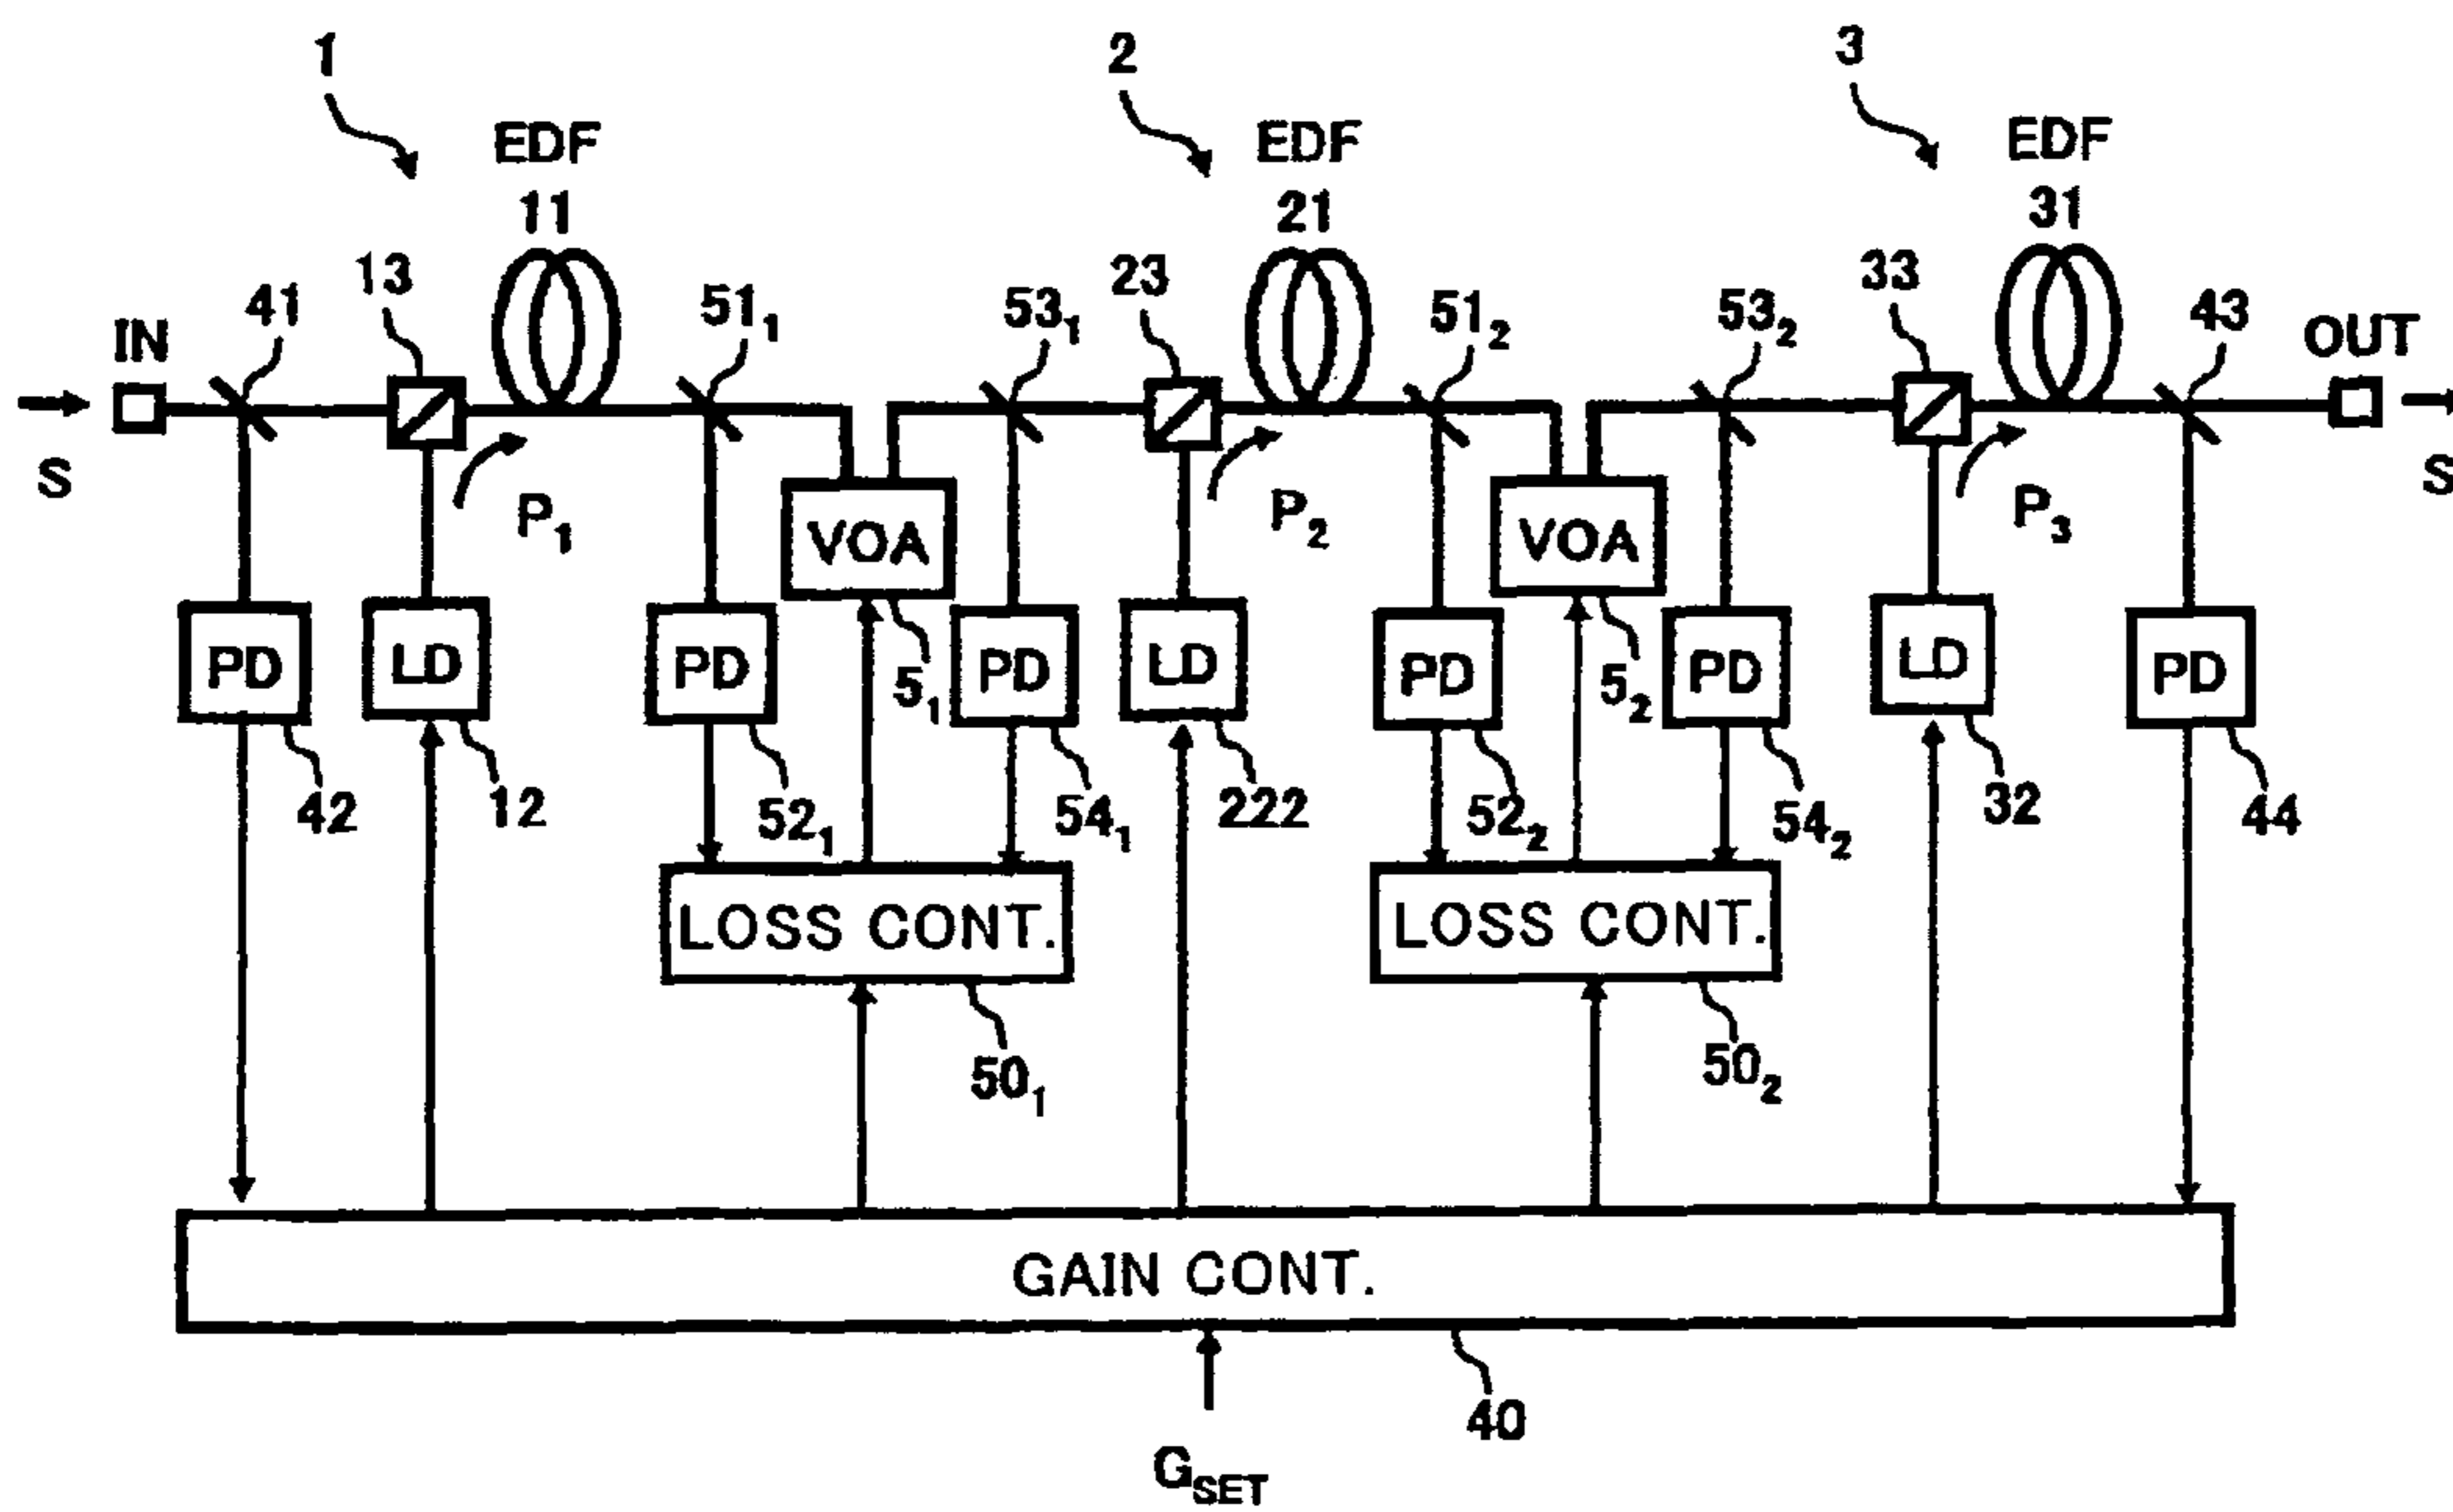 1
2
3
EDF
EDF
EDF
11
21
31
41
13
51₁
53₁
23
51₂
53₂
33
43
IN
OUT
S
P₁
VOA
P₂
VOA
P₃
S
PD
LD
PD
5₁
PD
LD
PD
5₂
PD
LD
PD
42
12
52₁
54₁
222
52₂
54₂
32
44
LOSS CONT.
LOSS CONT.
50₁
50₂
GAIN CONT.
40
G_SET